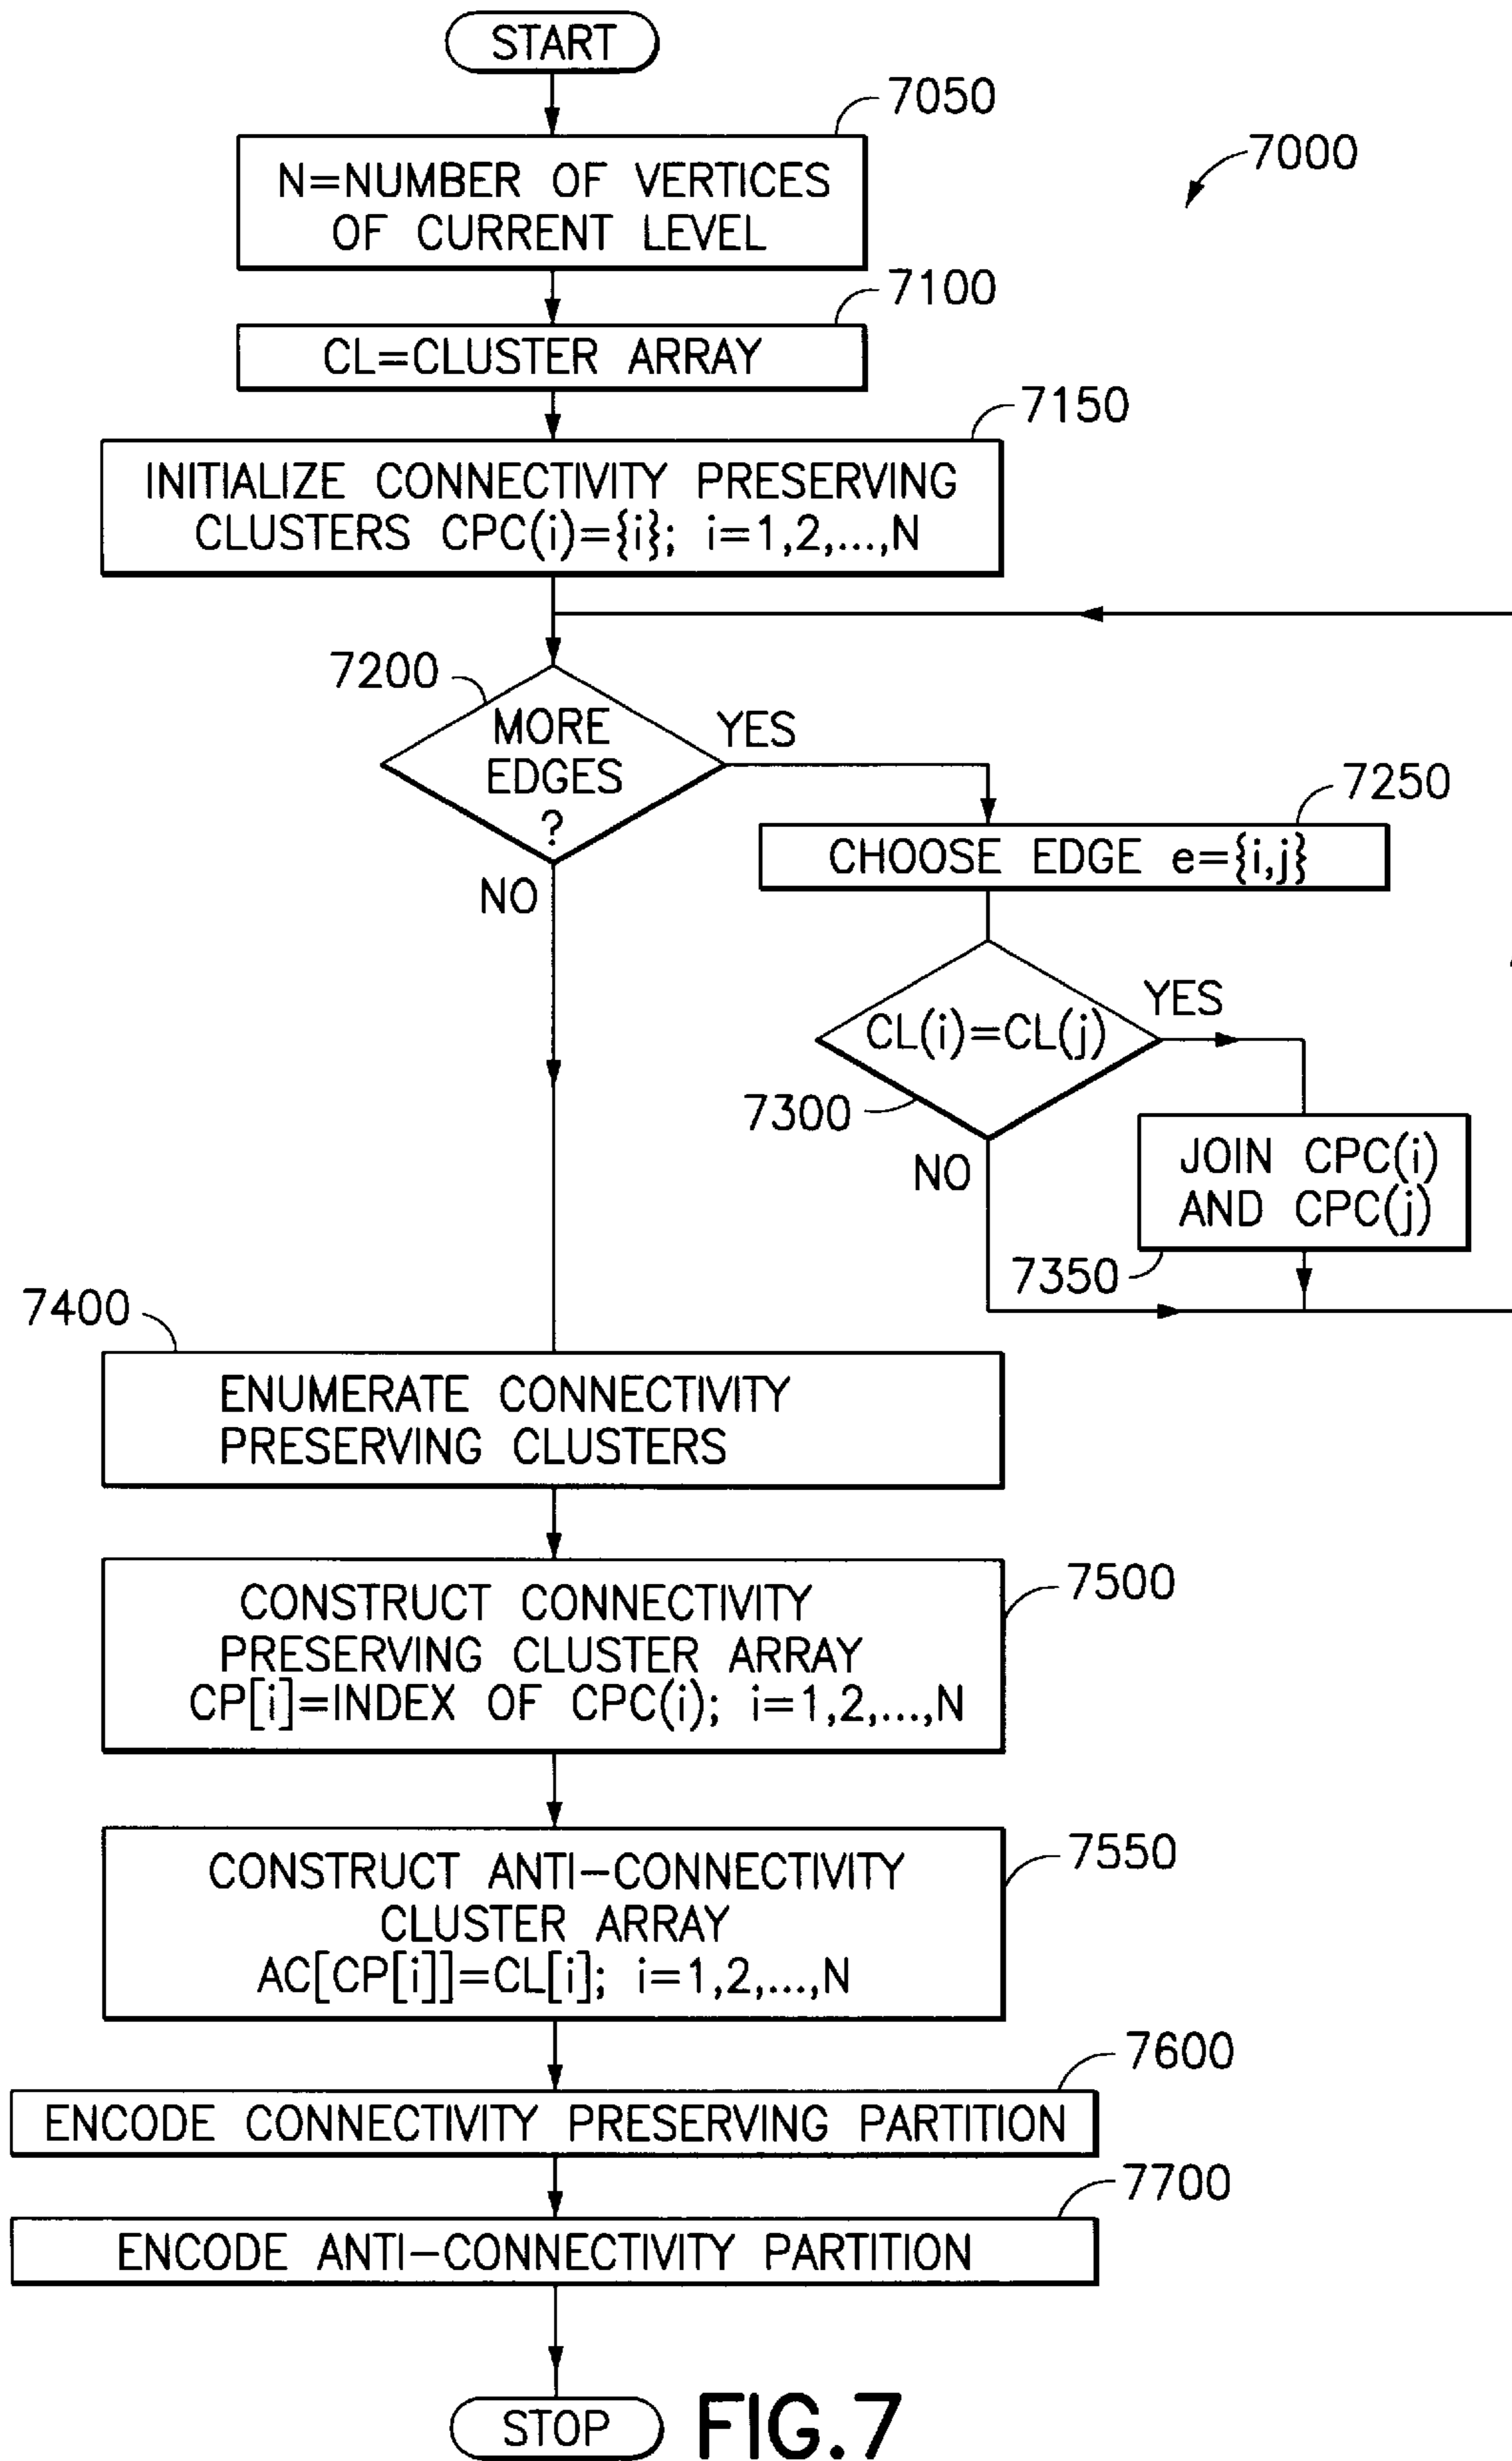 START
7050
7000
N=NUMBER OF VERTICES
OF CURRENT LEVEL
7100
CL=CLUSTER ARRAY
7150
INITIALIZE CONNECTIVITY PRESERVING
CLUSTERS CPC(i)={i}; i=1,2,...,N
7200
MORE
EDGES
?
YES
NO
7250
CHOOSE EDGE e={i,j}
CL(i)=CL(j)
YES
7300
NO
JOIN CPC(i)
AND CPC(j)
7350
7400
ENUMERATE CONNECTIVITY
PRESERVING CLUSTERS
7500
CONSTRUCT CONNECTIVITY
PRESERVING CLUSTER ARRAY
CP[i]=INDEX OF CPC(i); i=1,2,...,N
7550
CONSTRUCT ANTI-CONNECTIVITY
CLUSTER ARRAY
AC[CP[i]]=CL[i]; i=1,2,...,N
7600
ENCODE CONNECTIVITY PRESERVING PARTITION
7700
ENCODE ANTI-CONNECTIVITY PARTITION
STOP
FIG.7